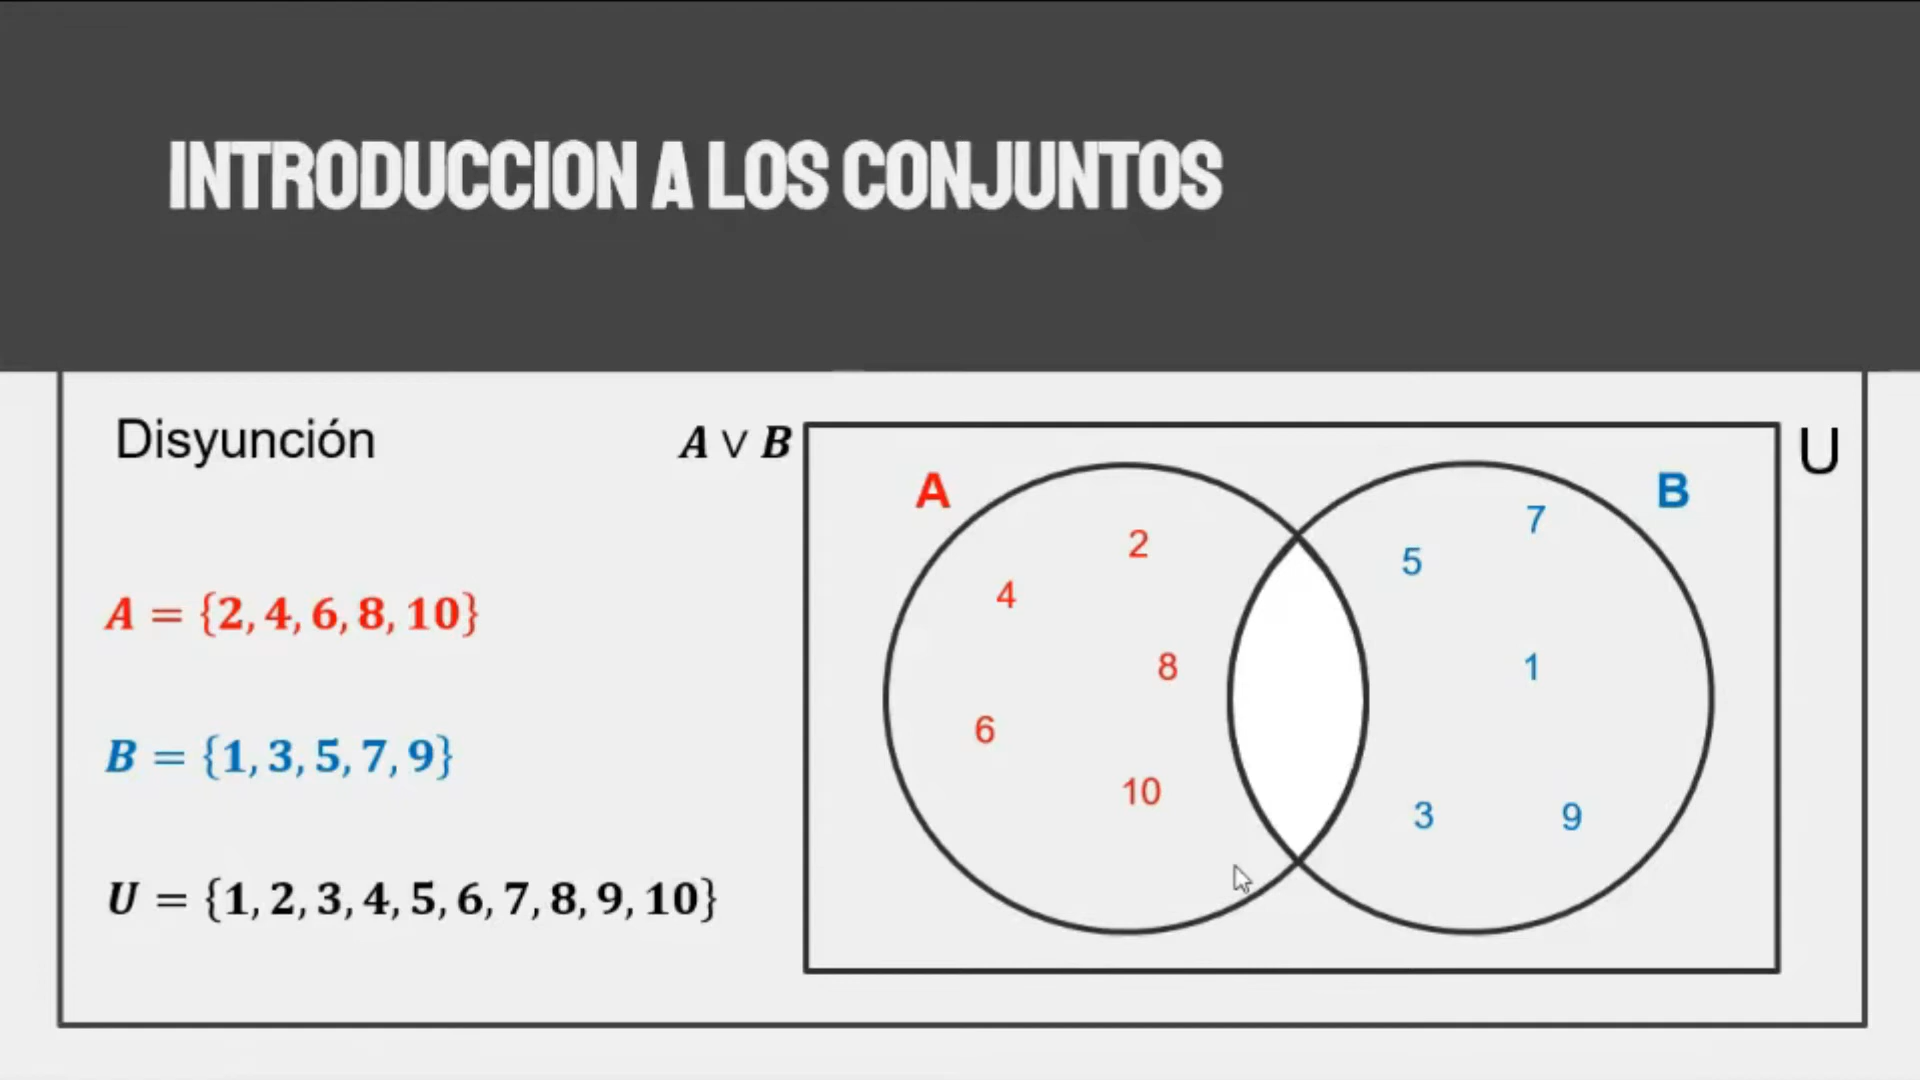 INTRODUCCION A LOS CONJUNTOS
Disyunción
A ∨ B
U
A
B
7
2
5
4
A = {2, 4, 6, 8, 10}
8
1
6
B = {1, 3, 5, 7, 9}
10
3
9
U = {1, 2, 3, 4, 5, 6, 7, 8, 9, 10}